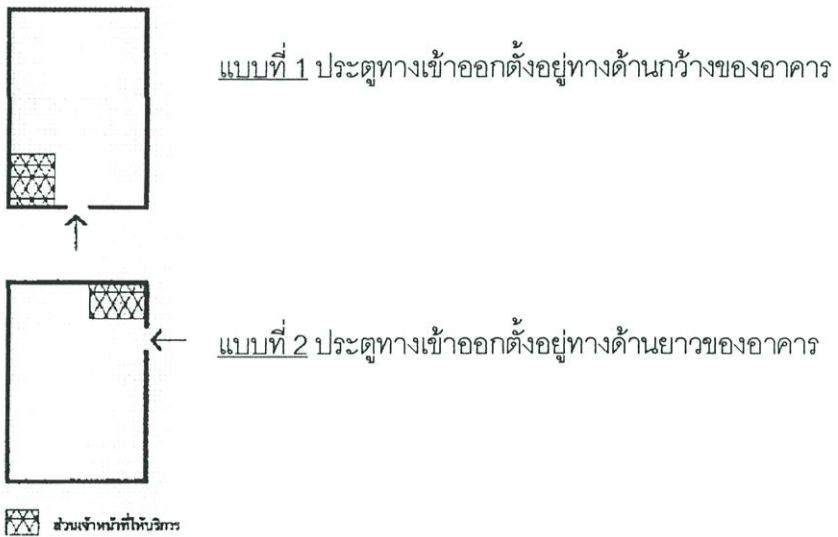 แบบที่ 1 ประตูทางเข้าออกตั้งอยู่ทางด้านกว้างของอาคาร
แบบที่ 2 ประตูทางเข้าออกตั้งอยู่ทางด้านยาวของอาคาร
ส่วนเจ้าหน้าที่ให้บริการ